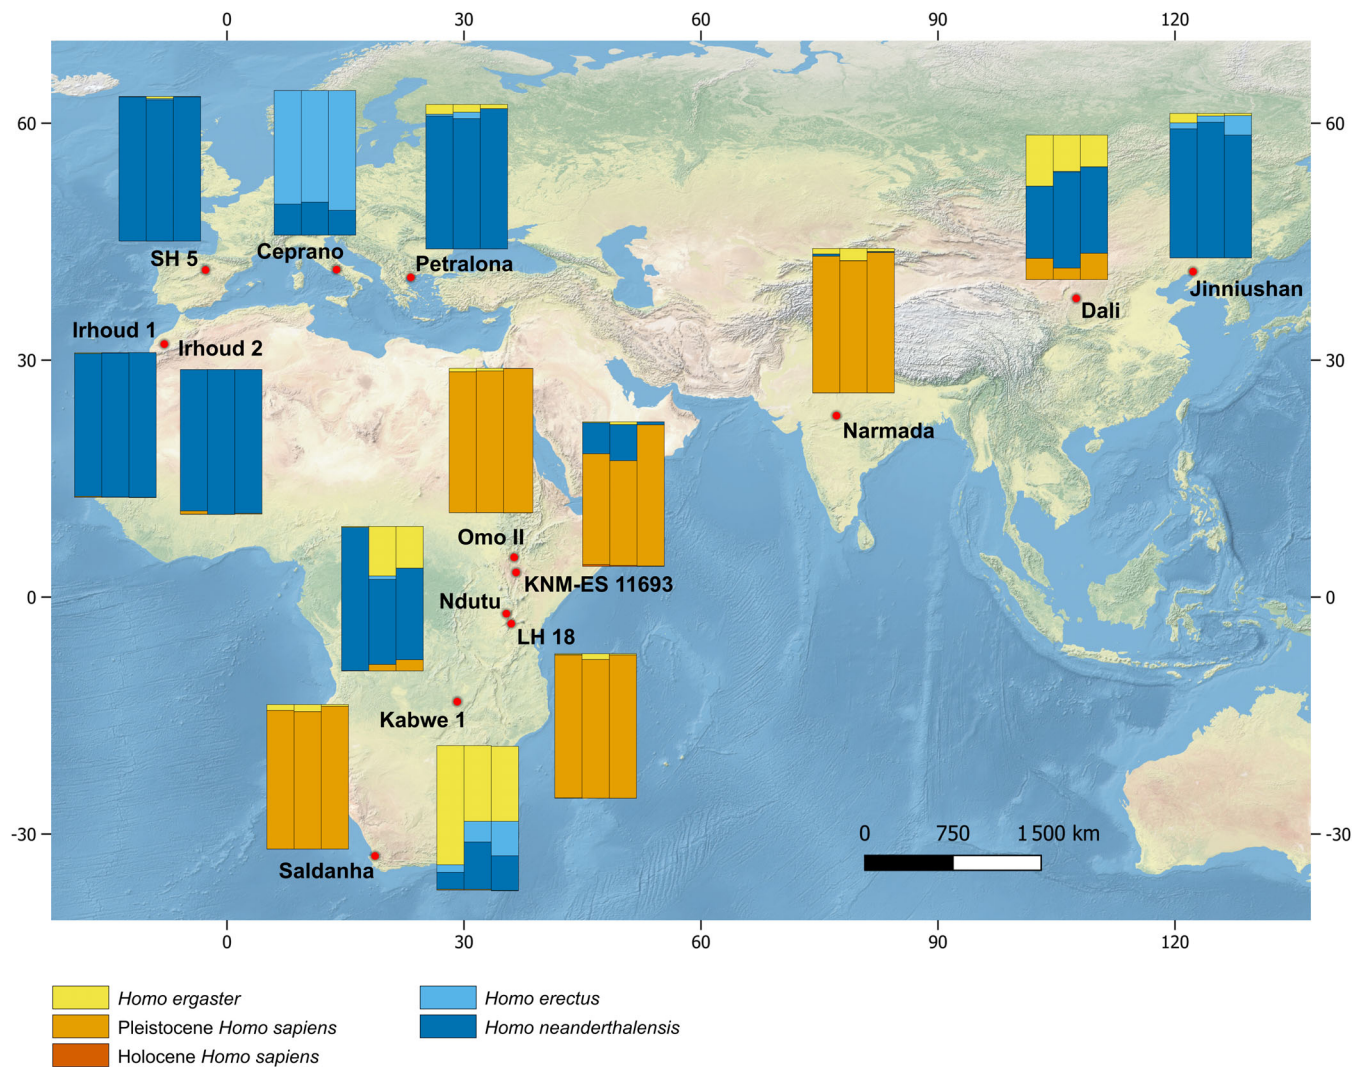 0 30 60 90 120
60 60
SH 5 Ceprano Petralona
Jinniushan
Dali
Irhoud 1
Irhoud 2
30 30
Narmada
Omo II
KNM-ES 11693
0 0
Ndutu
LH 18
Kabwe 1
-30 -30
0 750 1 500 km
Saldanha
0 30 60 90 120
Homo ergaster Homo erectus
Pleistocene Homo sapiens Homo neanderthalensis
Holocene Homo sapiens